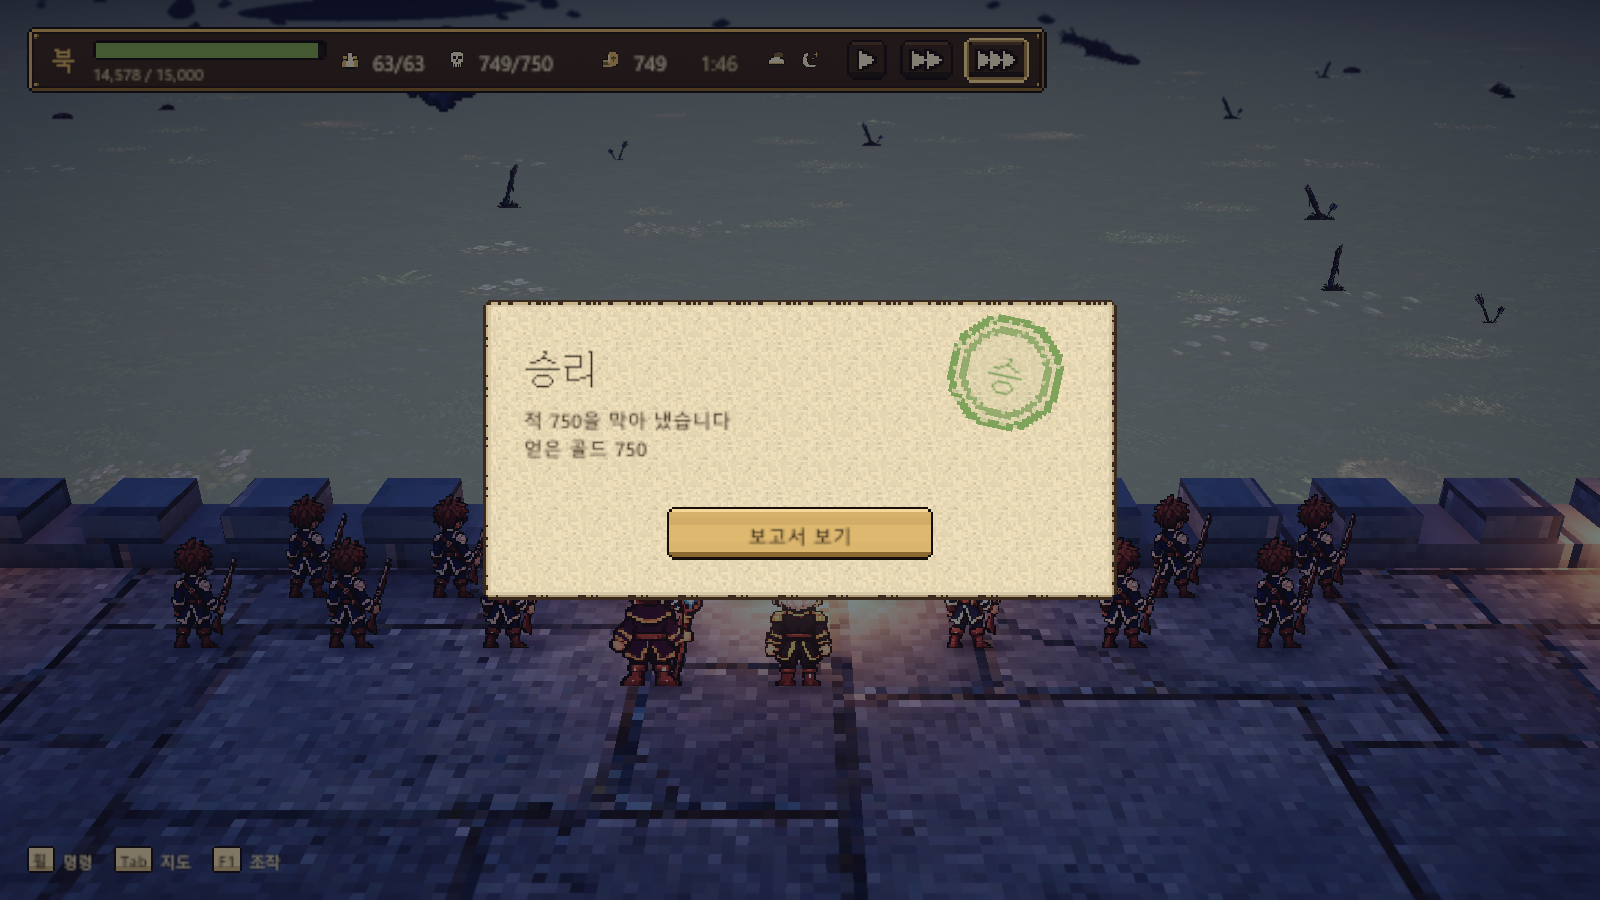 북
14,578 / 15,000
63/63
749/750
749
1:46
승리
승
적 750을 막아 냈습니다
얻은 골드 750
보고서 보기
휠 명령 Tab 지도 F1 조작